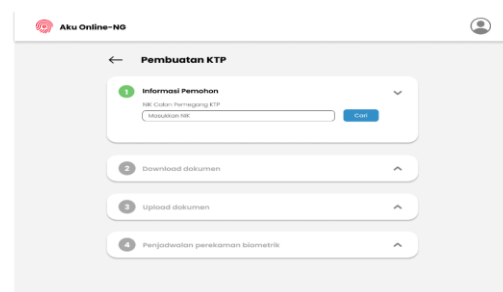 Aku Online-NG
Pembuatan KTP
1 Informasi Pemohon
NIK Calon Pemegang KTP
Masukkan NIK Cari
2 Download dokumen
3 Upload dokumen
4 Penjadwalan perekaman biometrik